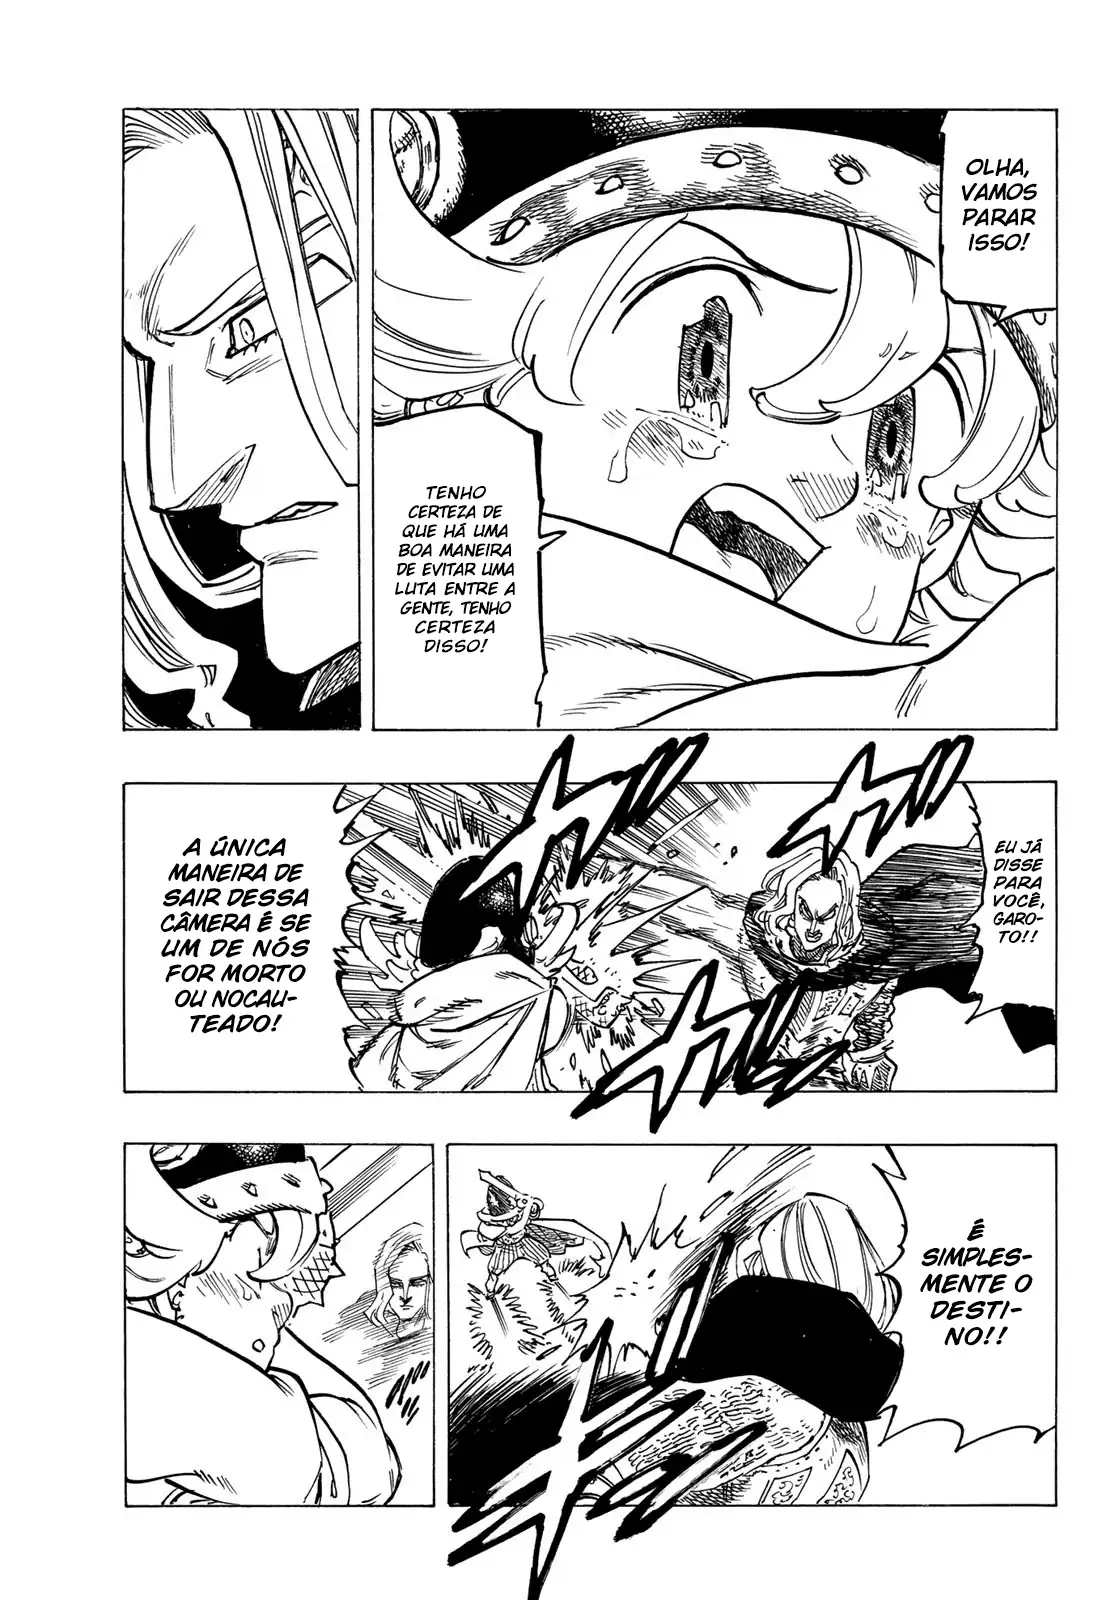 OLHA,
VAMOS
PARAR
ISSO!
TENHO
CERTEZA DE
QUE HÁ UMA
BOA MANEIRA
DE EVITAR UMA
LUTA ENTRE A
GENTE, TENHO
CERTEZA
DISSO!
EU JÁ
DISSE
PARA
VOCÊ,
GARO-
TO!!
A ÚNICA
MANEIRA DE
SAIR DESSA
CÂMERA É SE
UM DE NÓS
FOR MORTO
OU NOCAU-
TEADO!
É
SIMPLES-
MENTE O
DESTI-
NO!!